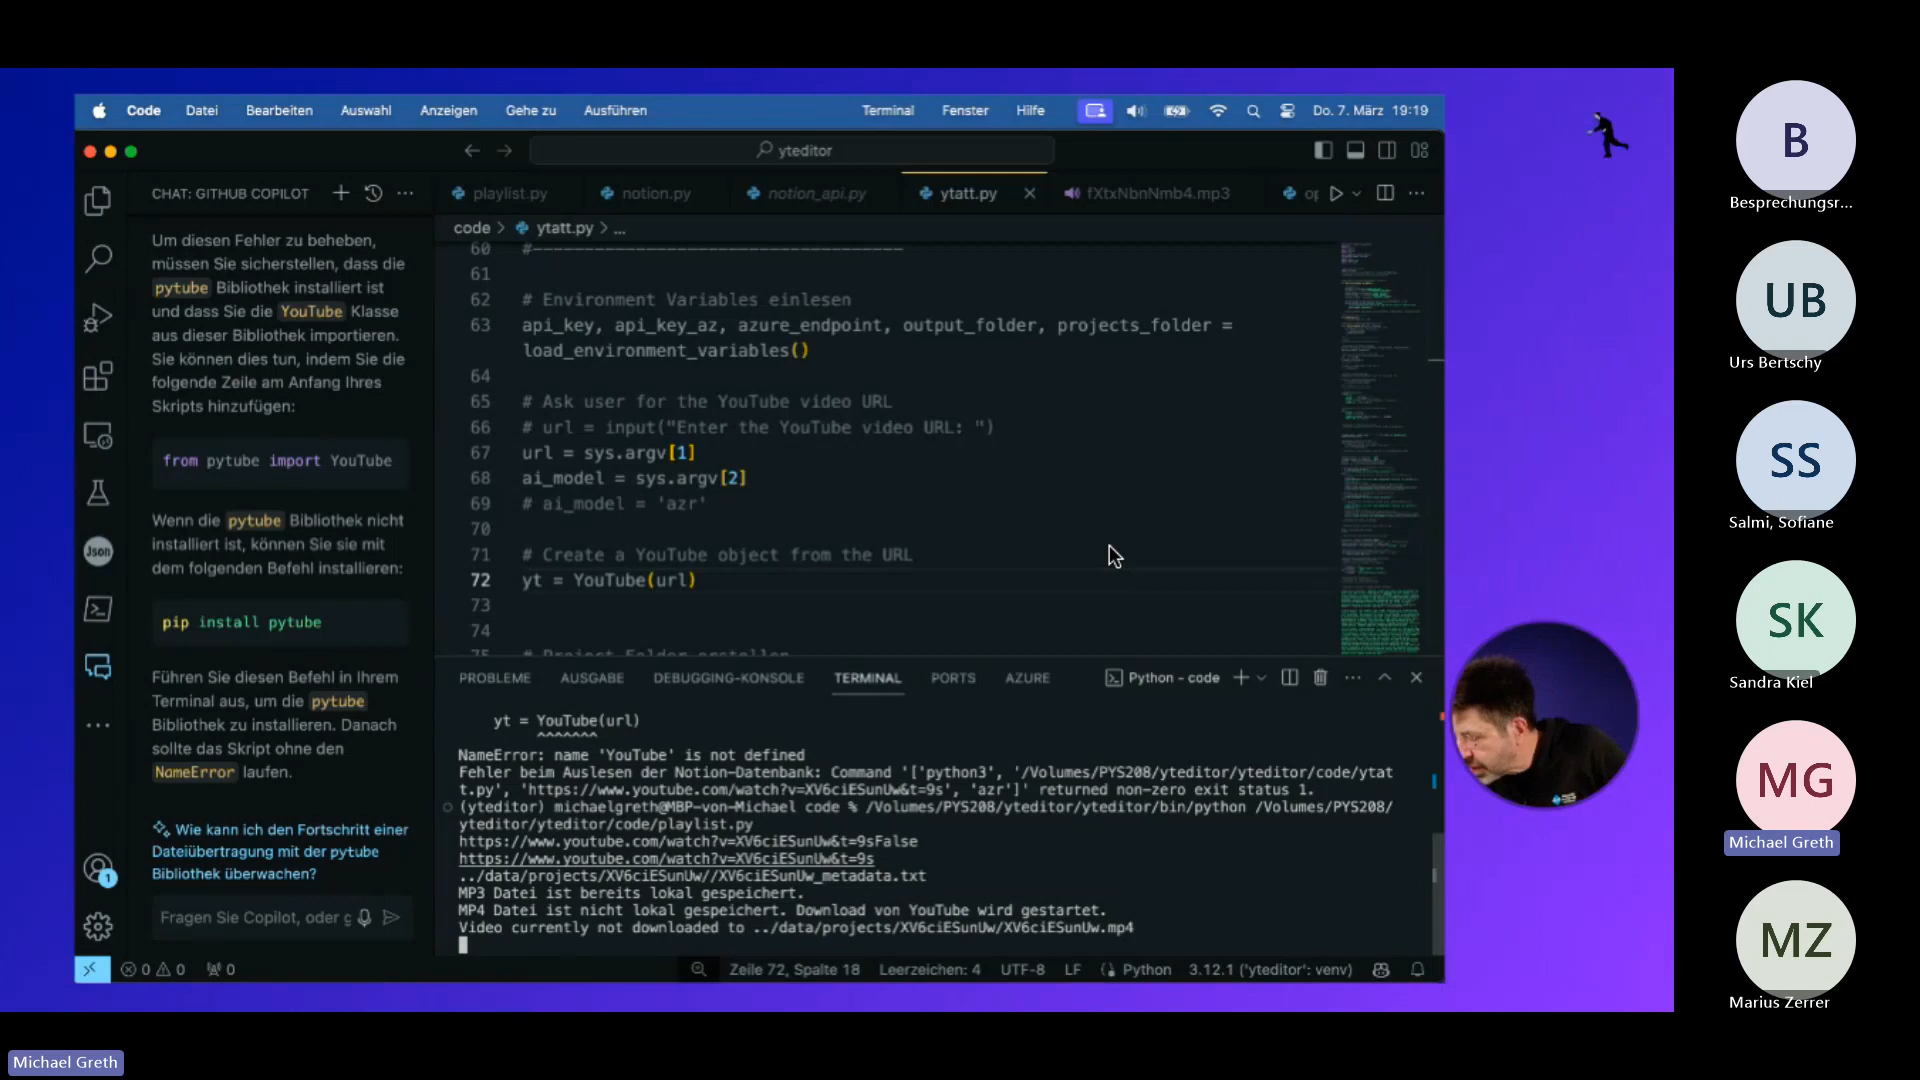 Code Datei Bearbeiten Auswahl Anzeigen Gehe zu Ausführen Terminal Fenster Hilfe Do. 7. März 19:19
yteditor
CHAT: GITHUB COPILOT
playlist.py notion.py notion_api.py ytatt.py fXtxNbnNmb4.mp3
code > ytatt.py > ...
Um diesen Fehler zu beheben,
müssen Sie sicherstellen, dass die
pytube Bibliothek installiert ist
und dass Sie die YouTube Klasse
aus dieser Bibliothek importieren.
Sie können dies tun, indem Sie die
folgende Zeile am Anfang Ihres
Skripts hinzufügen:
from pytube import YouTube
Wenn die pytube Bibliothek nicht
installiert ist, können Sie sie mit
dem folgenden Befehl installieren:
pip install pytube
Führen Sie diesen Befehl in Ihrem
Terminal aus, um die pytube
Bibliothek zu installieren. Danach
sollte das Skript ohne den
NameError laufen.
Wie kann ich den Fortschritt einer
Dateiübertragung mit der pytube
Bibliothek überwachen?
Fragen Sie Copilot, oder g
Json
1
60 #------------------------------------
61
62 # Environment Variables einlesen
63 api_key, api_key_az, azure_endpoint, output_folder, projects_folder =
load_environment_variables()
64
65 # Ask user for the YouTube video URL
66 # url = input("Enter the YouTube video URL: ")
67 url = sys.argv[1]
68 ai_model = sys.argv[2]
69 # ai_model = 'azr'
70
71 # Create a YouTube object from the URL
72 yt = YouTube(url)
73
74
75 # Project Folder erstellen
PROBLEME AUSGABE DEBUGGING-KONSOLE TERMINAL PORTS AZURE Python - code
yt = YouTube(url)
^^^^^^^
NameError: name 'YouTube' is not defined
Fehler beim Auslesen der Notion-Datenbank: Command '['python3', '/Volumes/PYS208/yteditor/yteditor/code/ytat
t.py', 'https://www.youtube.com/watch?v=XV6ciESunUw&t=9s', 'azr']' returned non-zero exit status 1.
(yteditor) michaelgreth@MBP-von-Michael code % /Volumes/PYS208/yteditor/yteditor/bin/python /Volumes/PYS208/
yteditor/yteditor/code/playlist.py
https://www.youtube.com/watch?v=XV6ciESunUw&t=9sFalse
https://www.youtube.com/watch?v=XV6ciESunUw&t=9s
../data/projects/XV6ciESunUw//XV6ciESunUw_metadata.txt
MP3 Datei ist bereits lokal gespeichert.
MP4 Datei ist nicht lokal gespeichert. Download von YouTube wird gestartet.
Video currently not downloaded to ../data/projects/XV6ciESunUw/XV6ciESunUw.mp4
0 0 0 Zeile 72, Spalte 18 Leerzeichen: 4 UTF-8 LF Python 3.12.1 ('yteditor': venv)
B
Besprechungsr...
UB
Urs Bertschy
SS
Salmi, Sofiane
SK
Sandra Kiel
MG
Michael Greth
MZ
Marius Zerrer
Michael Greth